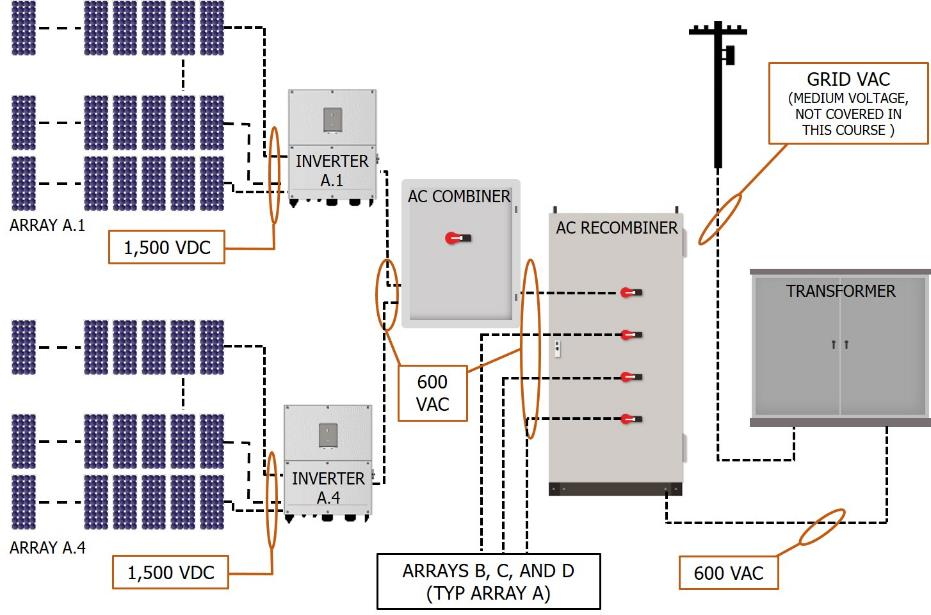 GRID VAC
(MEDIUM VOLTAGE,
NOT COVERED IN
THIS COURSE )
INVERTER
A.1
AC COMBINER
ARRAY A.1
AC RECOMBINER
1,500 VDC
TRANSFORMER
600
VAC
INVERTER
A.4
ARRAY A.4
1,500 VDC
ARRAYS B, C, AND D
(TYP ARRAY A)
600 VAC